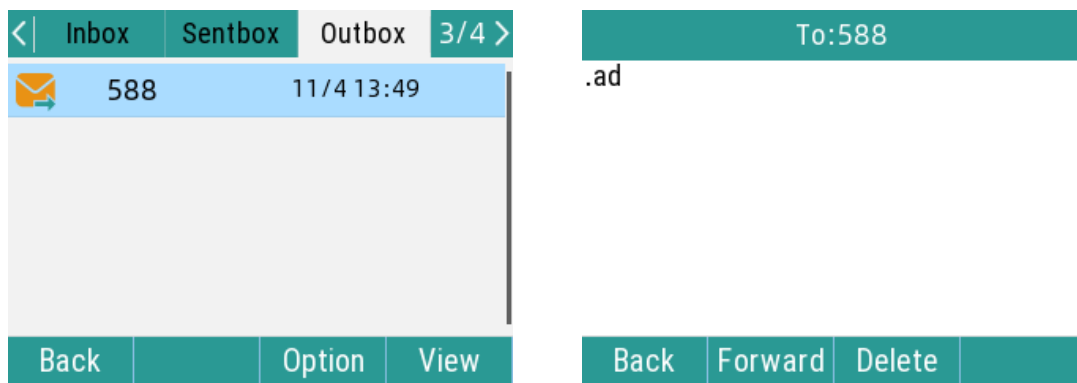 Inbox Sentbox Outbox 3/4
588 11/4 13:49
Back Option View
To:588
.ad
Back Forward Delete